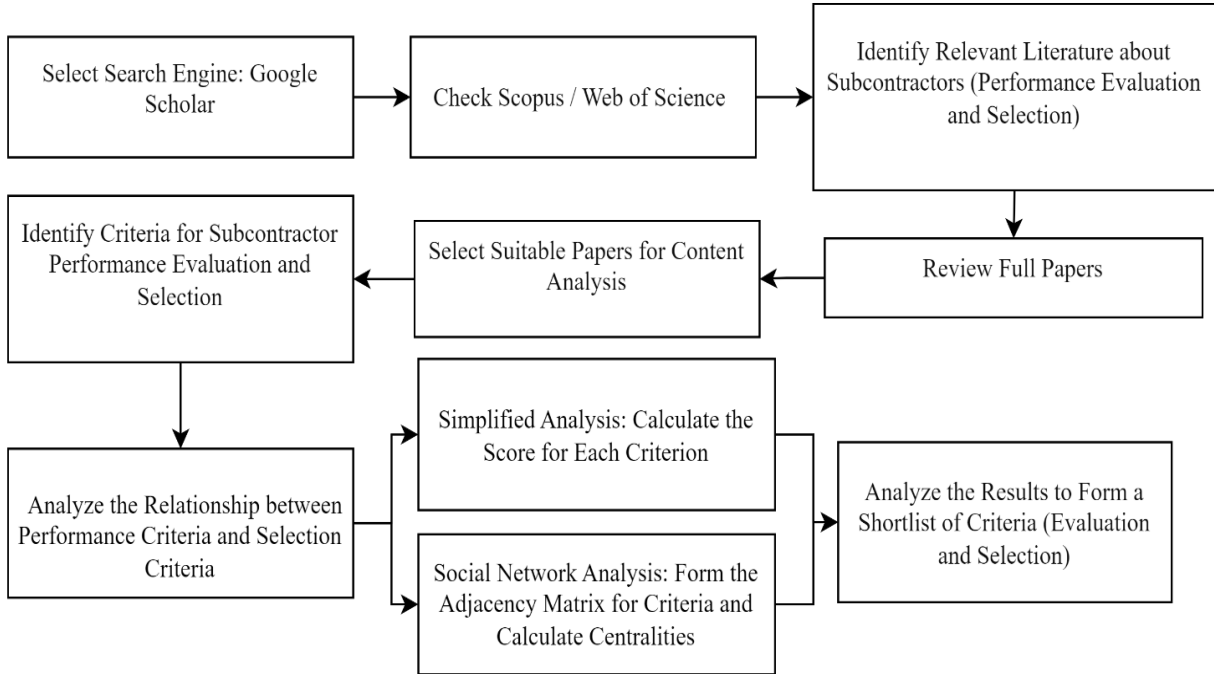 Select Search Engine: Google
Scholar
Check Scopus / Web of Science
Identify Relevant Literature about
Subcontractors (Performance Evaluation
and Selection)
Review Full Papers
Select Suitable Papers for Content
Analysis
Identify Criteria for Subcontractor
Performance Evaluation and
Selection
Analyze the Relationship between
Performance Criteria and Selection
Criteria
Simplified Analysis: Calculate the
Score for Each Criterion
Social Network Analysis: Form the
Adjacency Matrix for Criteria and
Calculate Centralities
Analyze the Results to Form a
Shortlist of Criteria (Evaluation
and Selection)